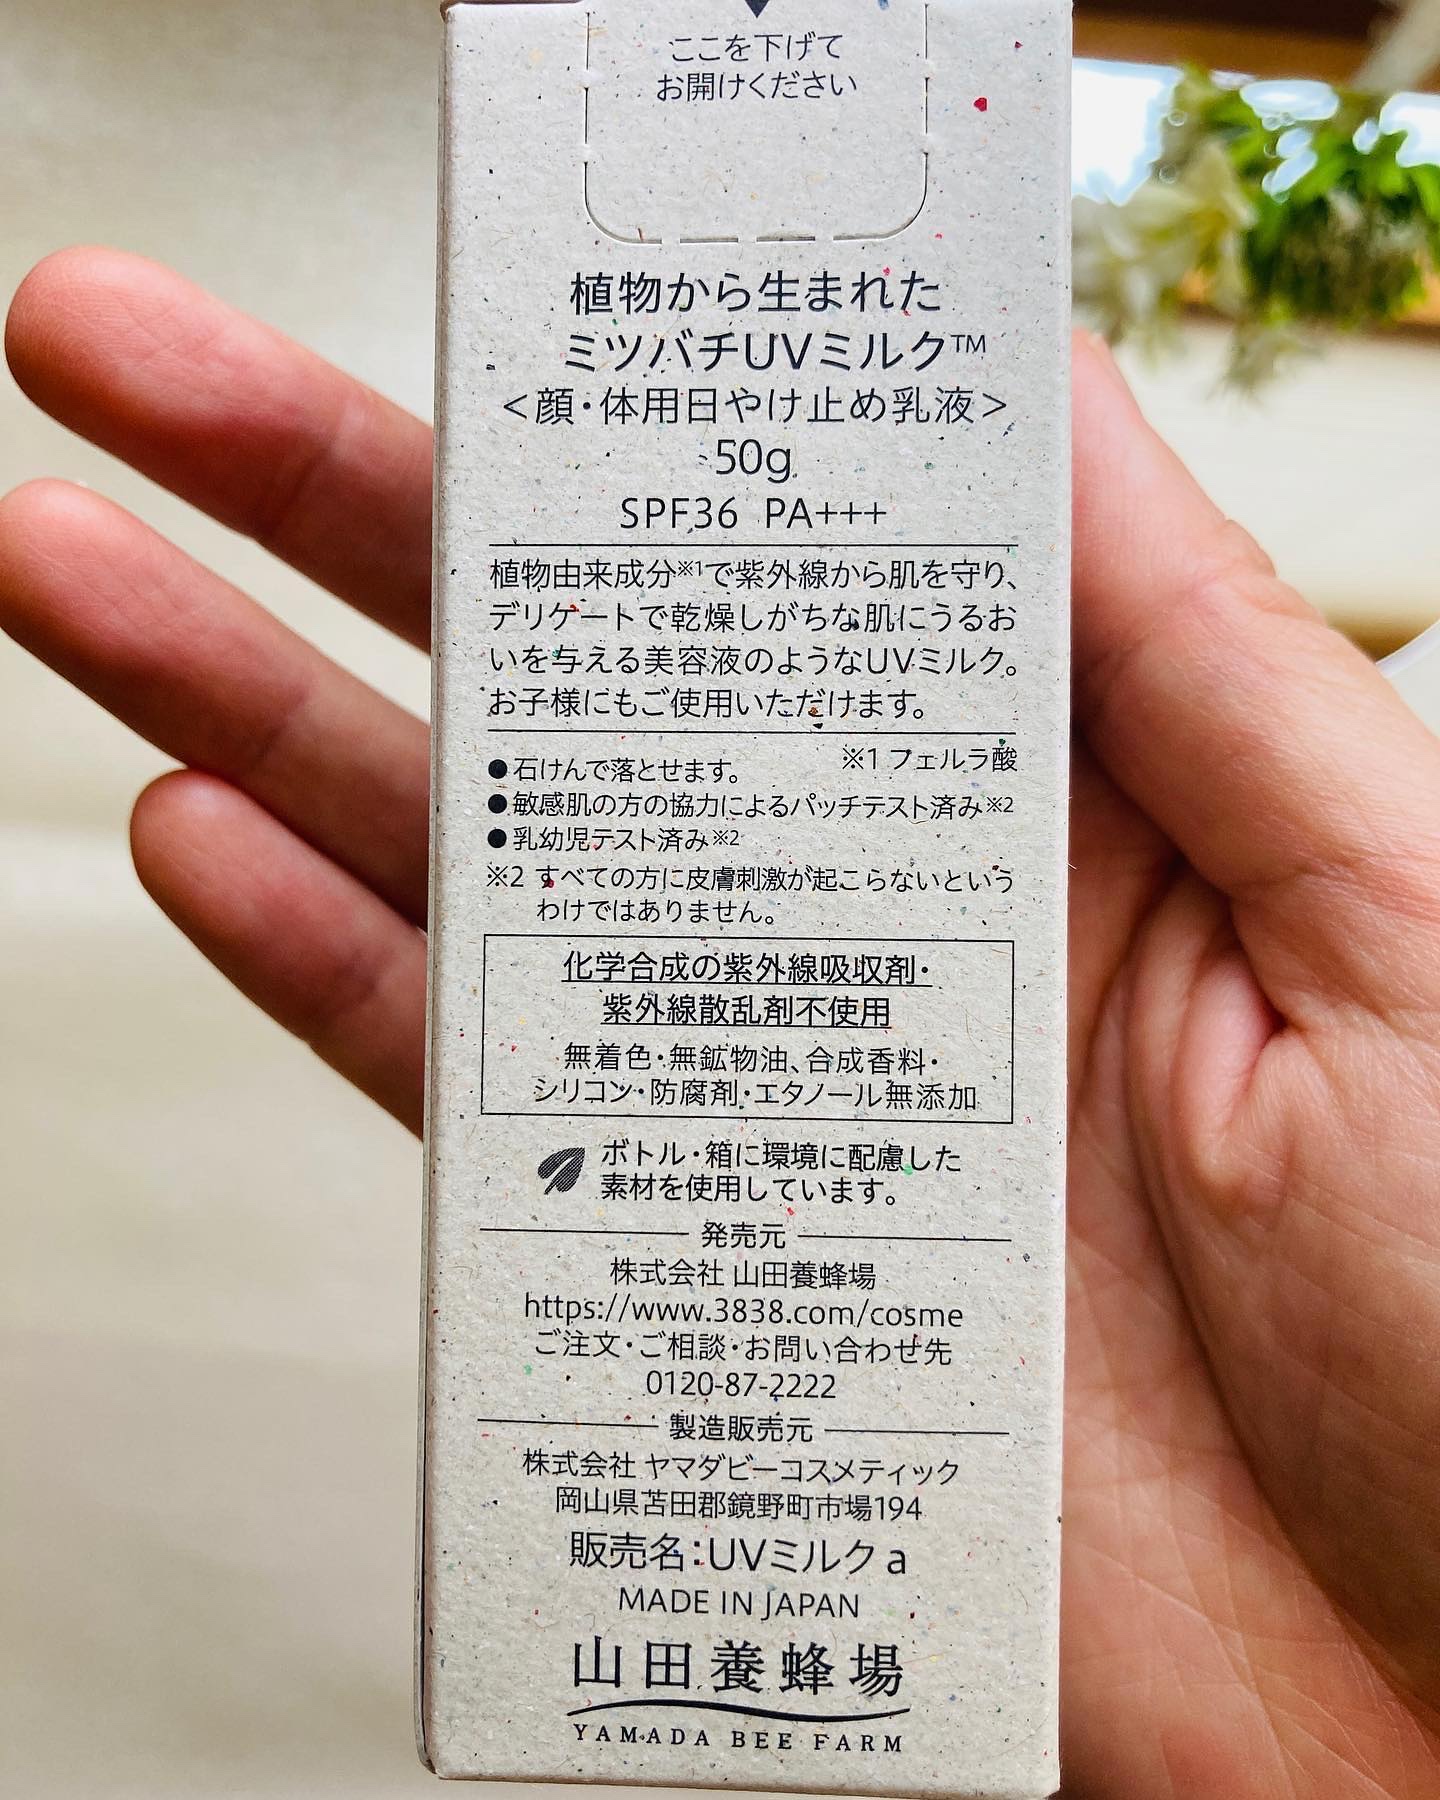 ここを下げて
お開けください
植物から生まれた
ミツバチUVミルク™
<顔・体用日やけ止め乳液>
50g
SPF36 PA+++
植物由来成分※1で紫外線から肌を守り、
デリケートで乾燥しがちな肌にうるお
いを与える美容液のようなUVミルク。
お子様にもご使用いただけます。
※1 フェルラ酸
●石けんで落とせます。
●敏感肌の方の協力によるパッチテスト済み※2
●乳幼児テスト済み※2
※2 すべての方に皮膚刺激が起こらないという
わけではありません。
化学合成の紫外線吸収剤・
紫外線散乱剤不使用
無着色・無鉱物油、合成香料・
シリコン・防腐剤・エタノール無添加
ボトル・箱に環境に配慮した
素材を使用しています。
発売元
株式会社 山田養蜂場
https://www.3838.com/cosme
ご注文・ご相談・お問い合わせ先
0120-87-2222
製造販売元
株式会社 ヤマダビーコスメティック
岡山県苫田郡鏡野町市場194
販売名:UVミルク a
MADE IN JAPAN
山田養蜂場
YAMADA BEE FARM